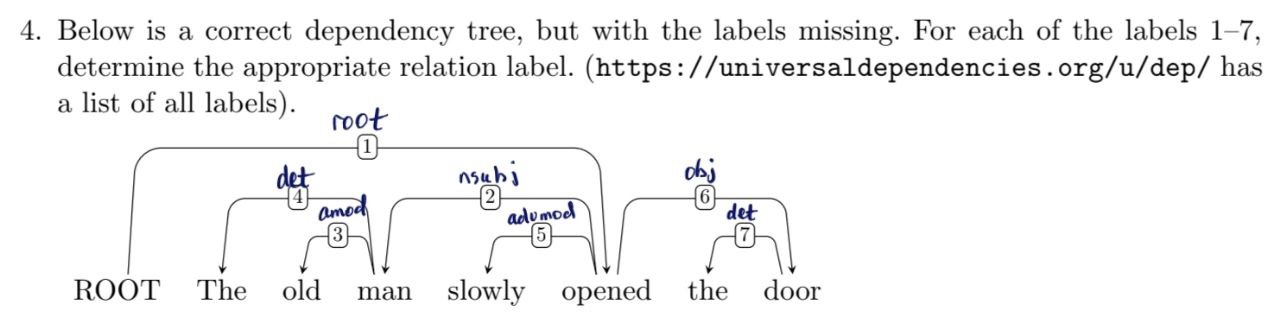 4. Below is a correct dependency tree, but with the labels missing. For each of the labels 1–7,
determine the appropriate relation label. (https://universaldependencies.org/u/dep/ has
a list of all labels).
root
1
det
nsubj
obj
4
2
6
amod
advmod
det
3
5
7
ROOT The old man slowly opened the door